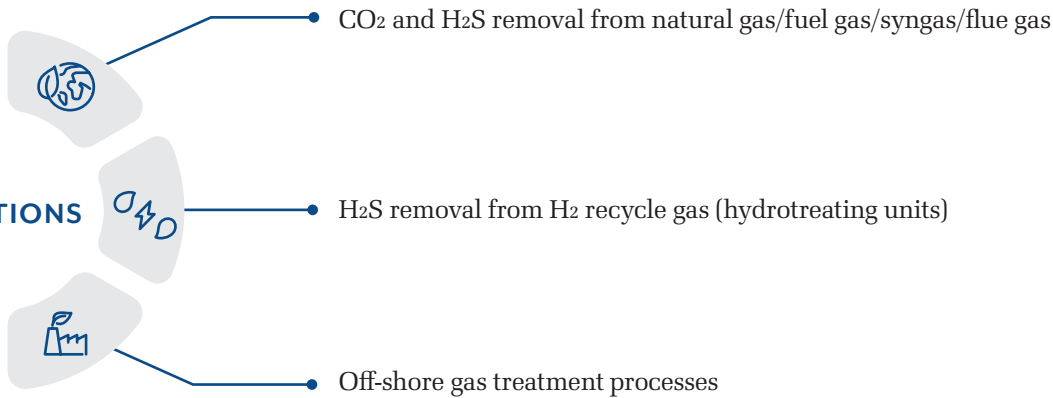 CO2 and H2S removal from natural gas/fuel gas/syngas/flue gas
TIONS
H2S removal from H2 recycle gas (hydrotreating units)
Off-shore gas treatment processes